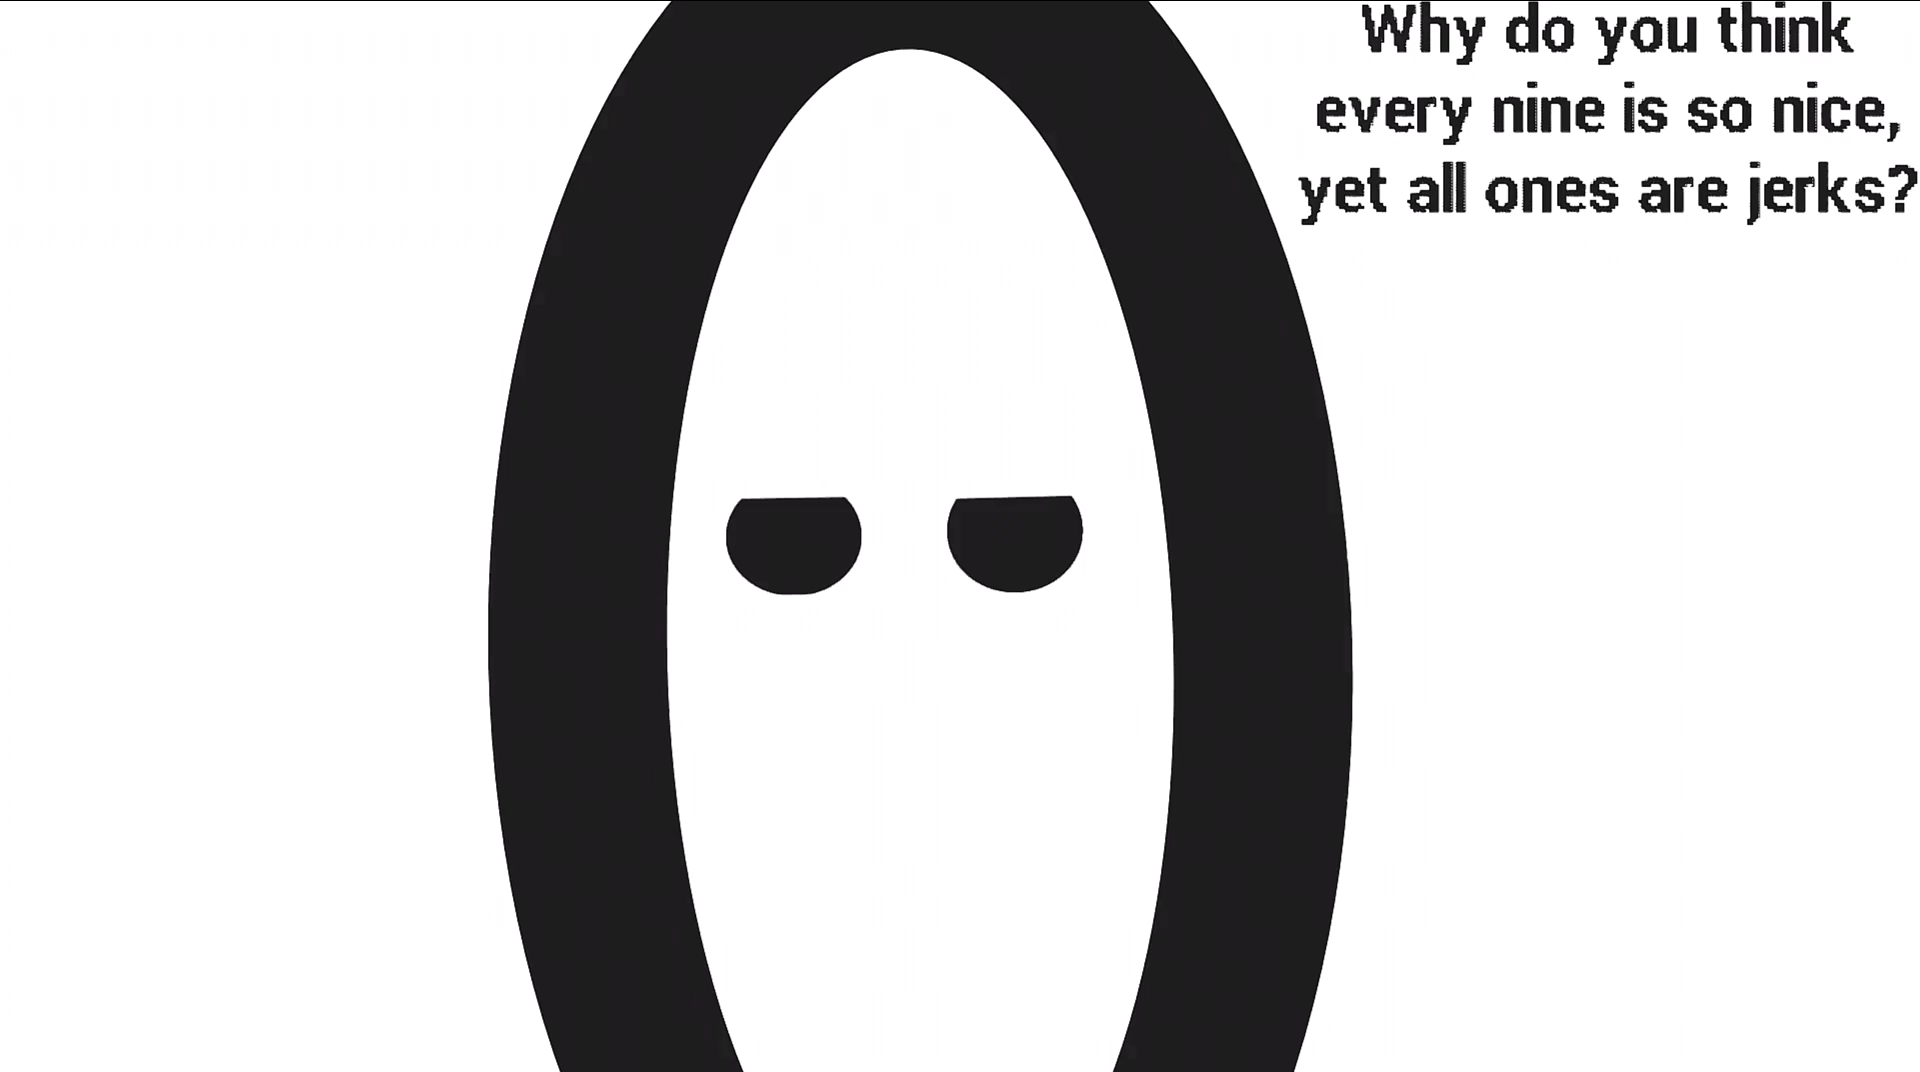 Why do you think
every nine is so nice,
yet all ones are jerks?